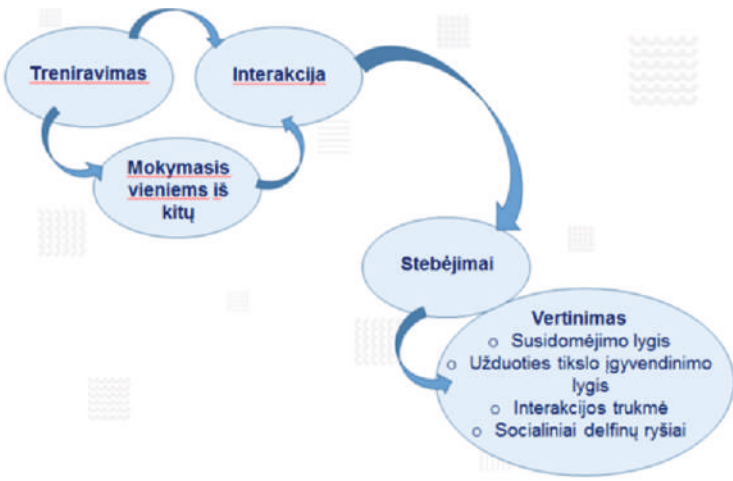 Treniravimas
Interakcija
Mokymasis
vieniems iš
kitų
Stebėjimai
Vertinimas
o Susidomėjimo lygis
o Užduoties tikslo įgyvendinimo
lygis
o Interakcijos trukmė
o Socialiniai delfinų ryšiai